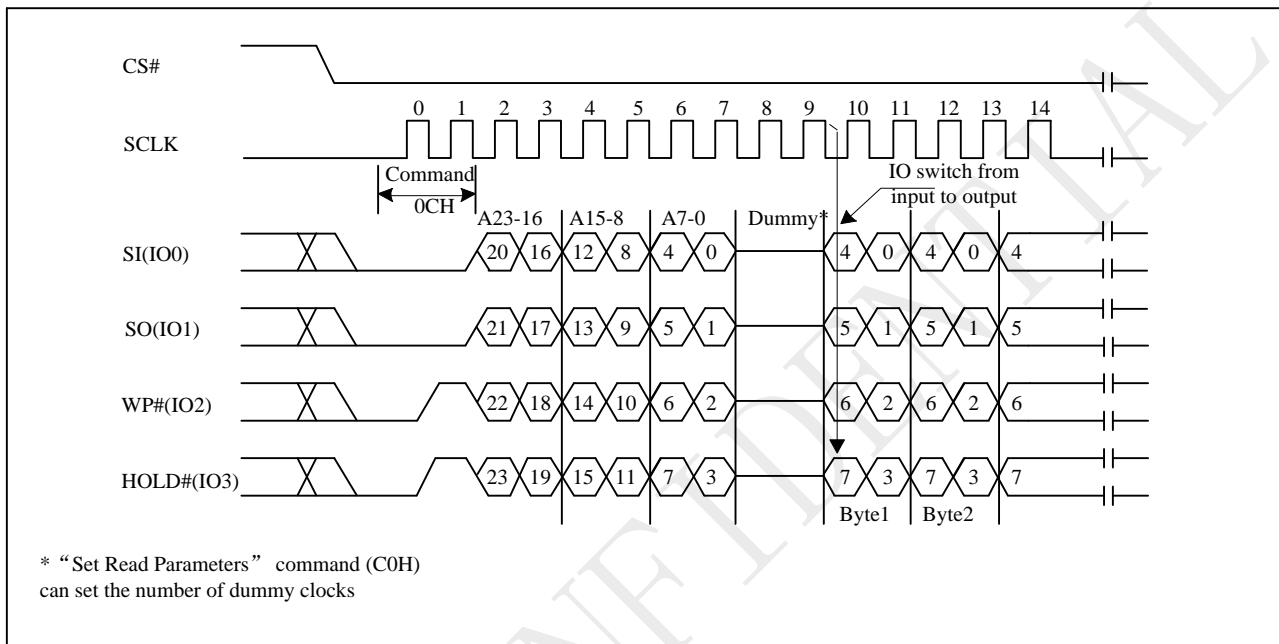 CS#
0 1 2 3 4 5 6 7 8 9 10 11 12 13 14
SCLK
Command
0CH
IO switch from
input to output
A23-16 A15-8 A7-0 Dummy*
SI(IO0) 20 16 12 8 4 0 4 0 4 0 4
SO(IO1) 21 17 13 9 5 1 5 1 5 1 5
WP#(IO2) 22 18 14 10 6 2 6 2 6 2 6
HOLD#(IO3) 23 19 15 11 7 3 7 3 7 3 7
Byte1 Byte2
* “Set Read Parameters” command (C0H)
can set the number of dummy clocks
NFIDENTIAL